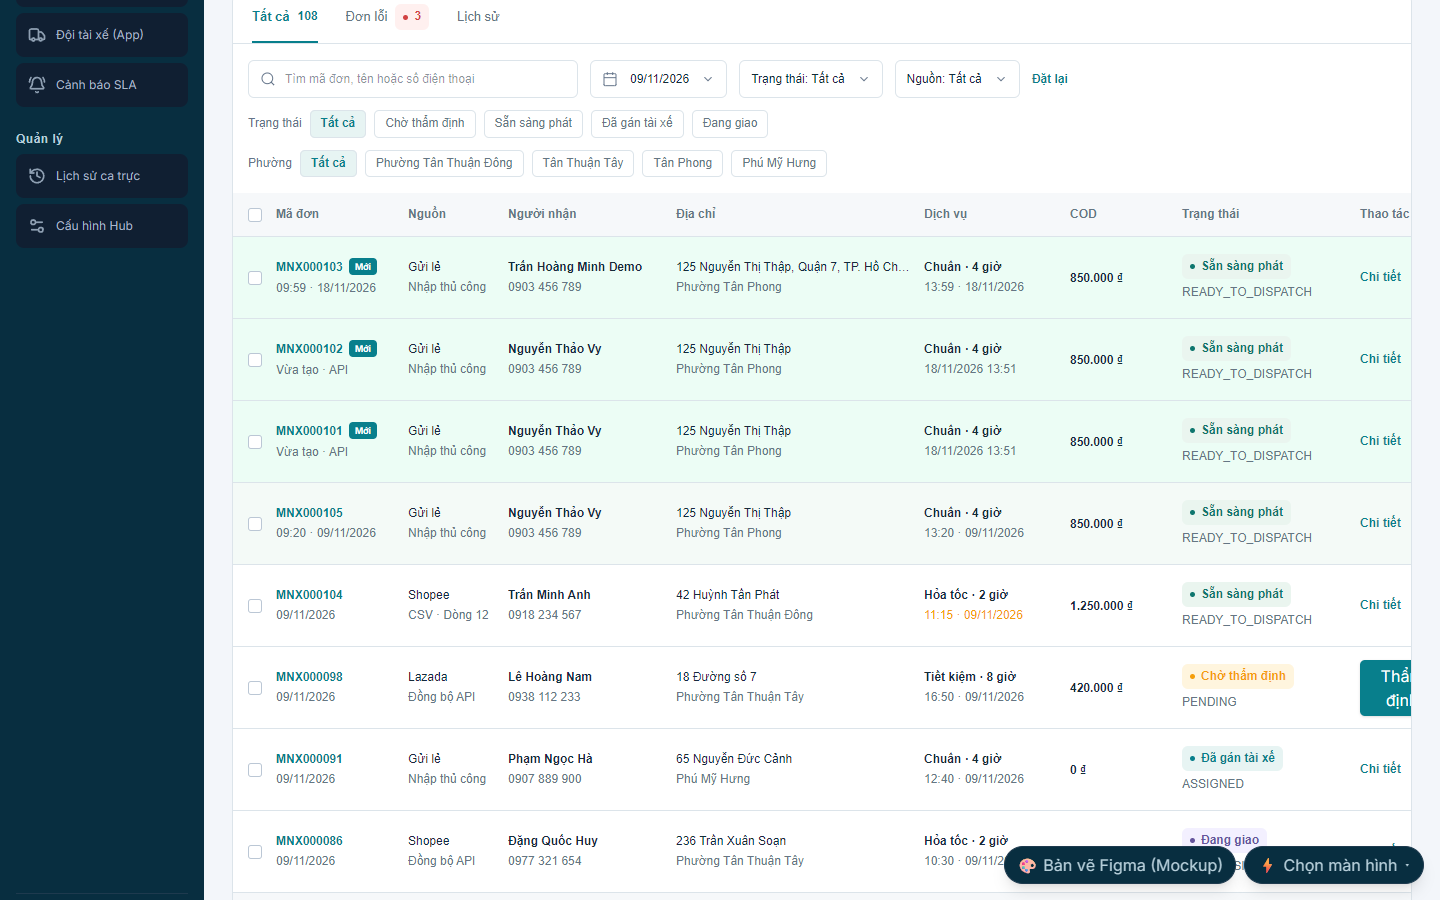 Đội tài xế (App)
Cảnh báo SLA
Quản lý
Lịch sử ca trực
Cấu hình Hub
Tất cả 108 Đơn lỗi 3 Lịch sử
Tìm mã đơn, tên hoặc số điện thoại 09/11/2026 Trạng thái: Tất cả Nguồn: Tất cả Đặt lại
Trạng thái Tất cả Chờ thẩm định Sẵn sàng phát Đã gán tài xế Đang giao
Phường Tất cả Phường Tân Thuận Đông Tân Thuận Tây Tân Phong Phú Mỹ Hưng
Mã đơn Nguồn Người nhận Địa chỉ Dịch vụ COD Trạng thái Thao tác
MNX000103 Mới Gửi lẻ Trần Hoàng Minh Demo 125 Nguyễn Thị Thập, Quận 7, TP. Hồ Ch... Chuẩn · 4 giờ 850.000 ₫ Sẵn sàng phát Chi tiết
09:59 · 18/11/2026 Nhập thủ công 0903 456 789 Phường Tân Phong 13:59 · 18/11/2026 READY_TO_DISPATCH
MNX000102 Mới Gửi lẻ Nguyễn Thảo Vy 125 Nguyễn Thị Thập Chuẩn · 4 giờ 850.000 ₫ Sẵn sàng phát Chi tiết
Vừa tạo · API Nhập thủ công 0903 456 789 Phường Tân Phong 18/11/2026 13:51 READY_TO_DISPATCH
MNX000101 Mới Gửi lẻ Nguyễn Thảo Vy 125 Nguyễn Thị Thập Chuẩn · 4 giờ 850.000 ₫ Sẵn sàng phát Chi tiết
Vừa tạo · API Nhập thủ công 0903 456 789 Phường Tân Phong 18/11/2026 13:51 READY_TO_DISPATCH
MNX000105 Gửi lẻ Nguyễn Thảo Vy 125 Nguyễn Thị Thập Chuẩn · 4 giờ 850.000 ₫ Sẵn sàng phát Chi tiết
09:20 · 09/11/2026 Nhập thủ công 0903 456 789 Phường Tân Phong 13:20 · 09/11/2026 READY_TO_DISPATCH
MNX000104 Shopee Trần Minh Anh 42 Huỳnh Tấn Phát Hỏa tốc · 2 giờ 1.250.000 ₫ Sẵn sàng phát Chi tiết
09/11/2026 CSV · Dòng 12 0918 234 567 Phường Tân Thuận Đông 11:15 · 09/11/2026 READY_TO_DISPATCH
MNX000098 Lazada Lê Hoàng Nam 18 Đường số 7 Tiết kiệm · 8 giờ 420.000 ₫ Chờ thẩm định
09/11/2026 Đồng bộ API 0938 112 233 Phường Tân Thuận Tây 16:50 · 09/11/2026 PENDING
MNX000091 Gửi lẻ Phạm Ngọc Hà 65 Nguyễn Đức Cảnh Chuẩn · 4 giờ 0 ₫ Đã gán tài xế Chi tiết
09/11/2026 Nhập thủ công 0907 889 900 Phú Mỹ Hưng 12:40 · 09/11/2026 ASSIGNED
MNX000086 Shopee Đặng Quốc Huy 236 Trần Xuân Soạn Hỏa tốc · 2 giờ Đang giao
09/11/2026 Đồng bộ API 0977 321 654 Phường Tân Thuận Tây 10:30 · 09/11/2
Bản vẽ Figma (Mockup) Chọn màn hình ·